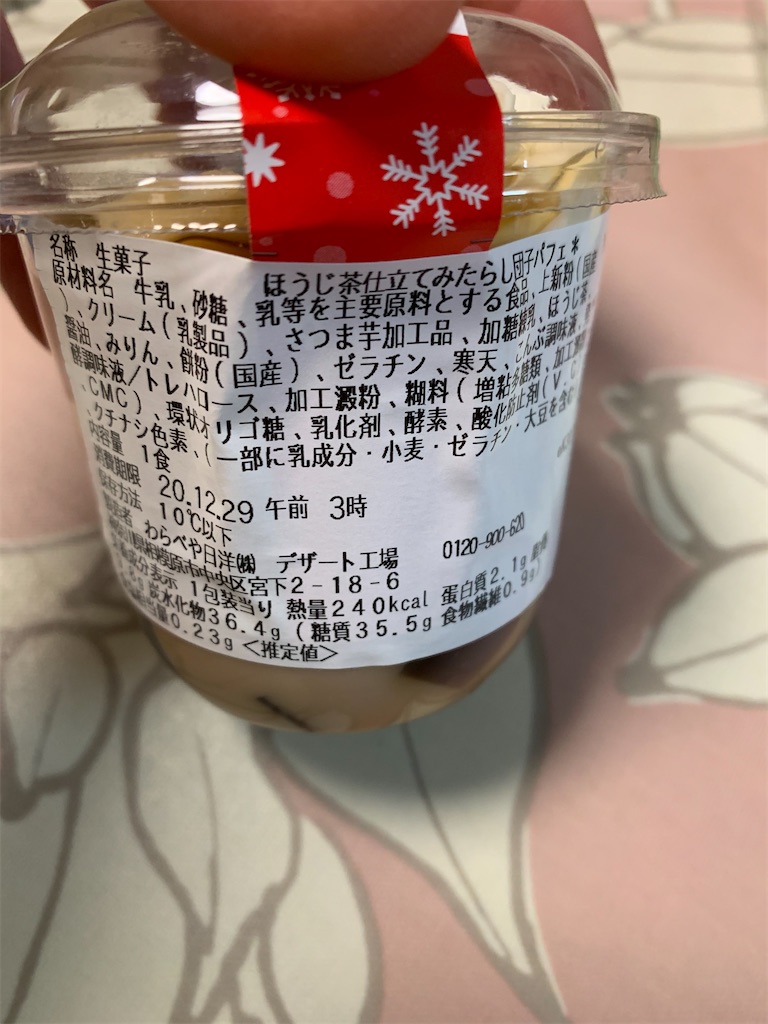 名称 生菓子
ほうじ茶仕立てみたらし団子パフェ*
原材料名 牛乳、砂糖、乳等を主要原料とする食品、上新粉(国産
)、クリーム(乳製品)、さつま芋加工品、加糖練乳、ほうじ茶、
醤油、みりん、餅粉(国産)、ゼラチン、寒天、こんぶ調味液、
酵調味液/トレハロース、加工澱粉、糊料(増粘多糖類、加工澱粉
、CMC)、環状オリゴ糖、乳化剤、酵素、酸化防止剤(V.C
クチナシ色素、(一部に乳成分・小麦・ゼラチン・大豆を含む
内容量 1食
消費期限 20.12.29 午前 3時
保存方法 10℃以下
わらべや日洋㈱ デザート工場 0120-900-620
相模原市中央区宮下2-18-6
成分表示 1包装当り 熱量240kcal 蛋白質2.1g
炭水化物36.4g(糖質35.5g 食物繊維0.9g)
当量0.23g<推定値>